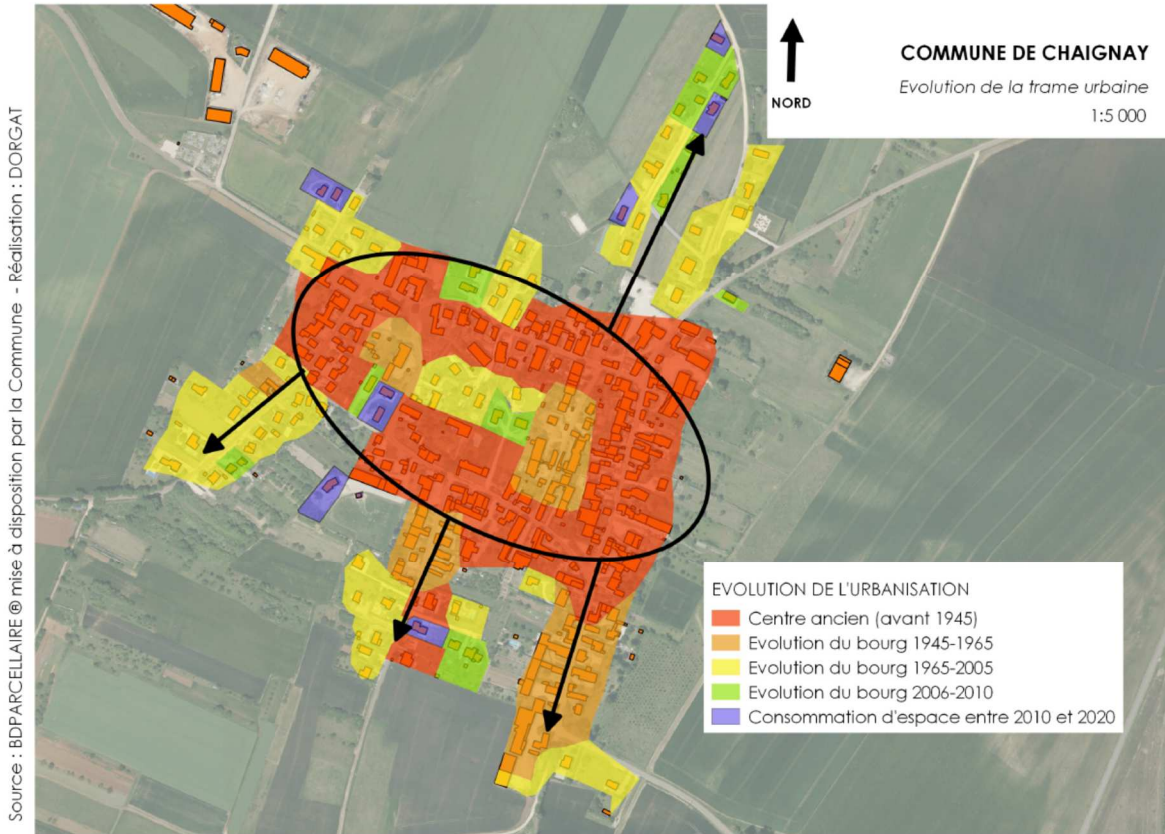 COMMUNE DE CHAIGNAY
Evolution de la trame urbaine
1:5 000
NORD
Source : BDPARCELLAIRE ® mise à disposition par la Commune - Réalisation : DORGAT
EVOLUTION DE L'URBANISATION
Centre ancien (avant 1945)
Evolution du bourg 1945-1965
Evolution du bourg 1965-2005
Evolution du bourg 2006-2010
Consommation d'espace entre 2010 et 2020